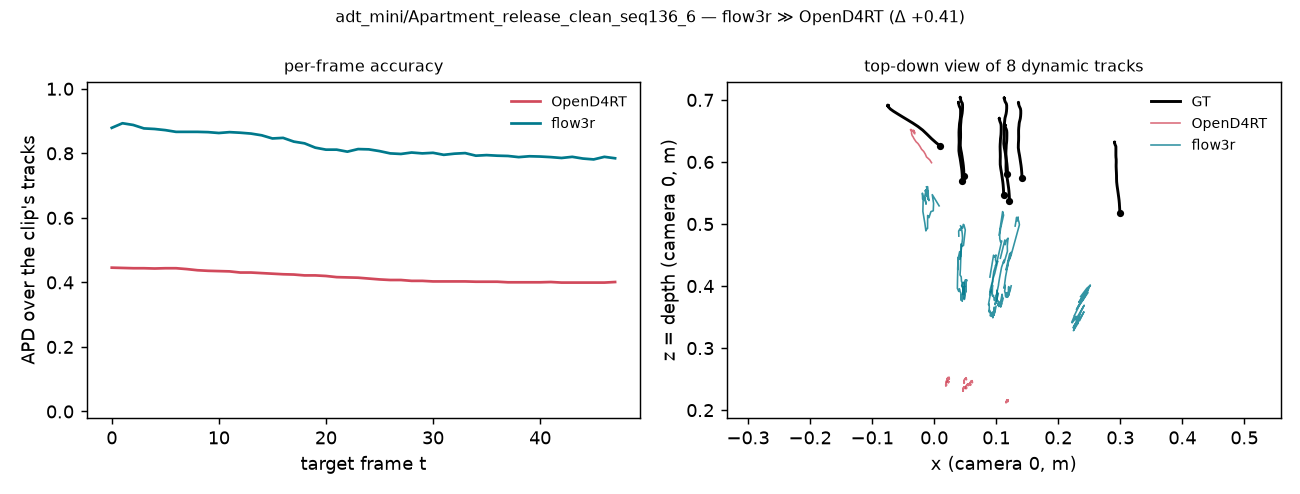 adt_mini/Apartment_release_clean_seq136_6 — flow3r ≫ OpenD4RT (Δ +0.41)
per-frame accuracy
APD over the clip's tracks
1.0
0.8
0.6
0.4
0.2
0.0
OpenD4RT
flow3r
0
10
20
30
40
target frame t
top-down view of 8 dynamic tracks
z = depth (camera 0, m)
0.7
0.6
0.5
0.4
0.3
0.2
GT
OpenD4RT
flow3r
−0.3
−0.2
−0.1
0.0
0.1
0.2
0.3
0.4
0.5
x (camera 0, m)